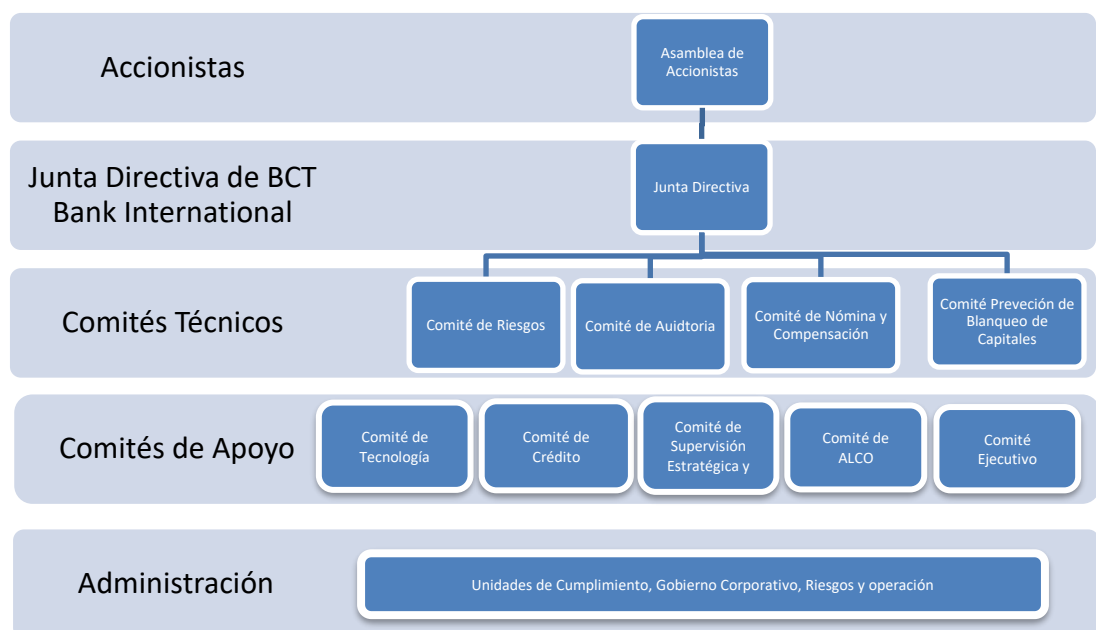 Accionistas
Asamblea de
Accionistas
Junta Directiva de BCT
Bank International
Junta Directiva
Comités Técnicos
Comité de Riesgos
Comité de Auidtoria
Comité de Nómina y
Compensación
Comité Preveción de
Blanqueo de
Capitales
Comités de Apoyo
Comité de
Tecnología
Comité de
Crédito
Comité de
Supervisión
Estratégica y
Comité de
ALCO
Comité
Ejecutivo
Administración
Unidades de Cumplimiento, Gobierno Corporativo, Riesgos y operación